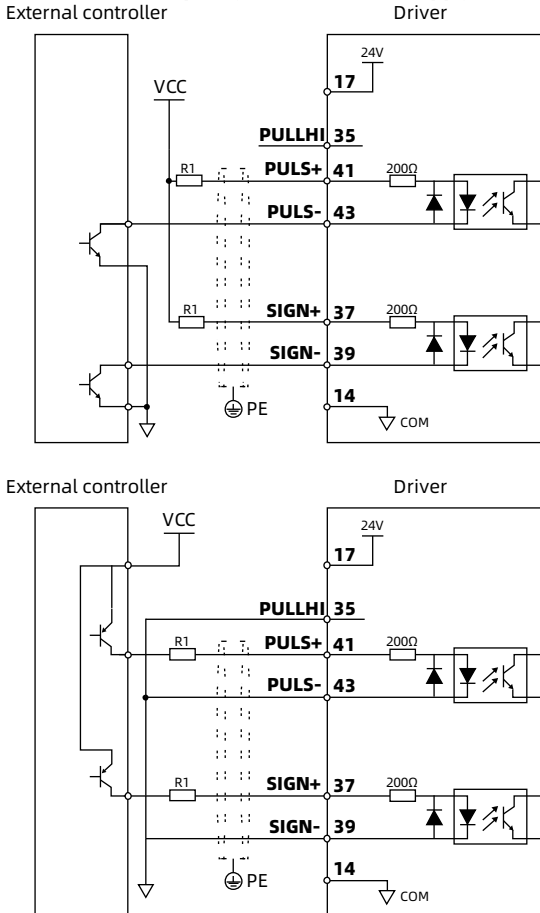 External controller Driver
24V
17
VCC
PULLHI 35
R1 PULS+ 41 200Ω
PULS- 43
R1 SIGN+ 37 200Ω
SIGN- 39
14
PE COM
External controller Driver
VCC 24V
17
PULLHI 35
R1 PULS+ 41 200Ω
PULS- 43
R1 SIGN+ 37 200Ω
SIGN- 39
14
PE COM